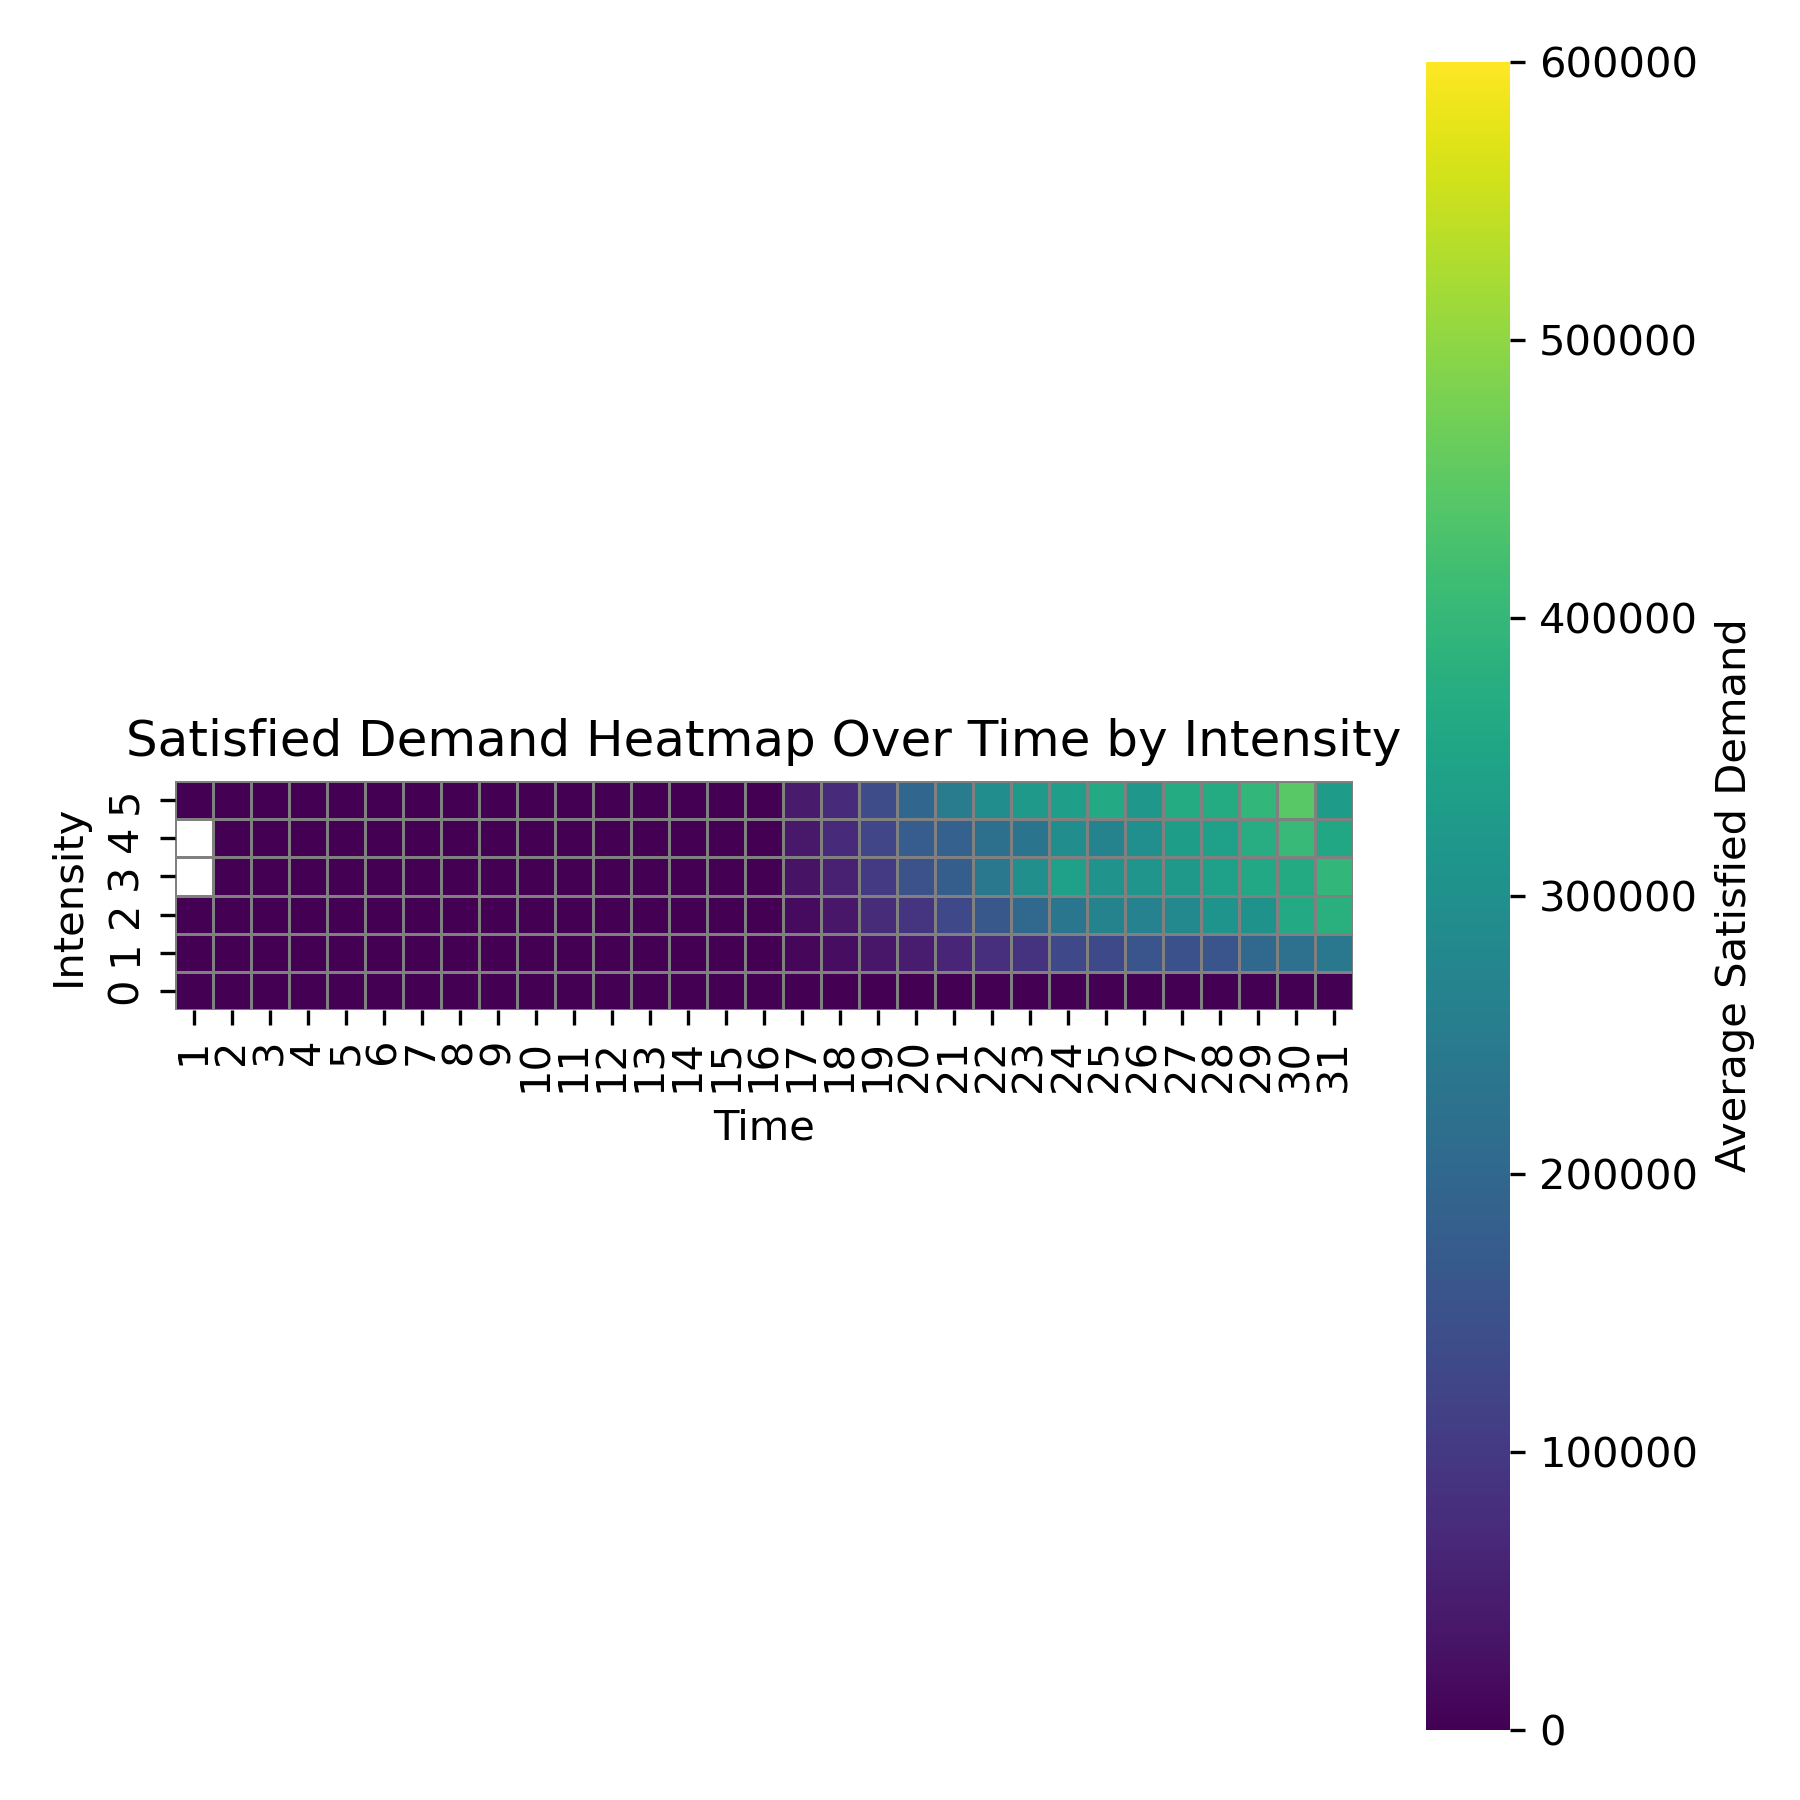 Satisfied Demand Heatmap Over Time by Intensity
Intensity
5
4
3
2
1
0
1 2 3 4 5 6 7 8 9 10 11 12 13 14 15 16 17 18 19 20 21 22 23 24 25 26 27 28 29 30 31
Time
600000
500000
400000
300000
200000
100000
0
Average Satisfied Demand